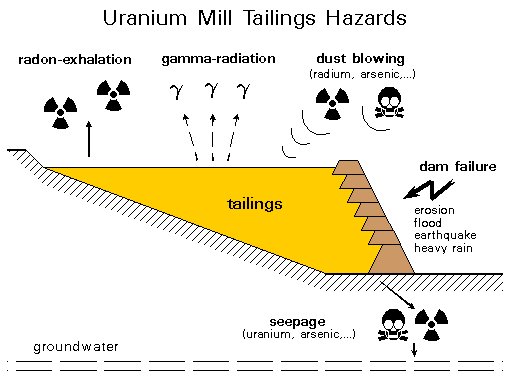 Uranium Mill Tailings Hazards
radon-exhalation
gamma-radiation
dust blowing
(radium, arsenic,...)
γ γ γ
dam failure
erosion
flood
earthquake
heavy rain
tailings
seepage
(uranium, arsenic,...)
groundwater